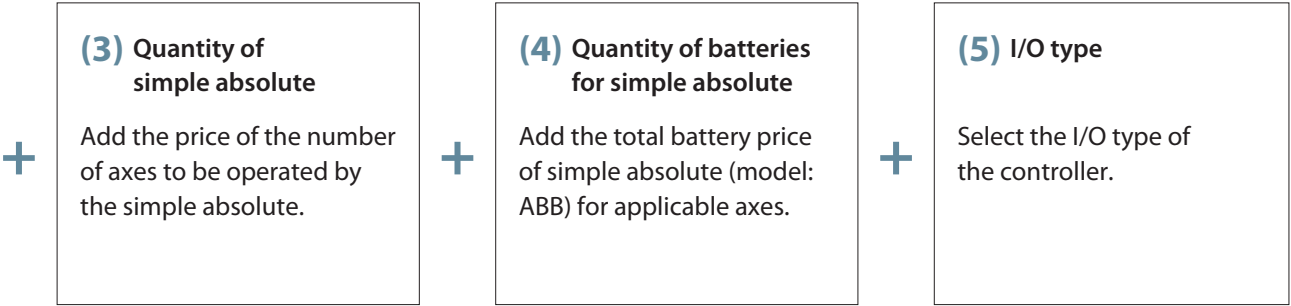 +
(3) Quantity of
simple absolute
Add the price of the number
of axes to be operated by
the simple absolute.
+
(4) Quantity of batteries
for simple absolute
Add the total battery price
of simple absolute (model:
ABB) for applicable axes.
+
(5) I/O type
Select the I/O type of
the controller.